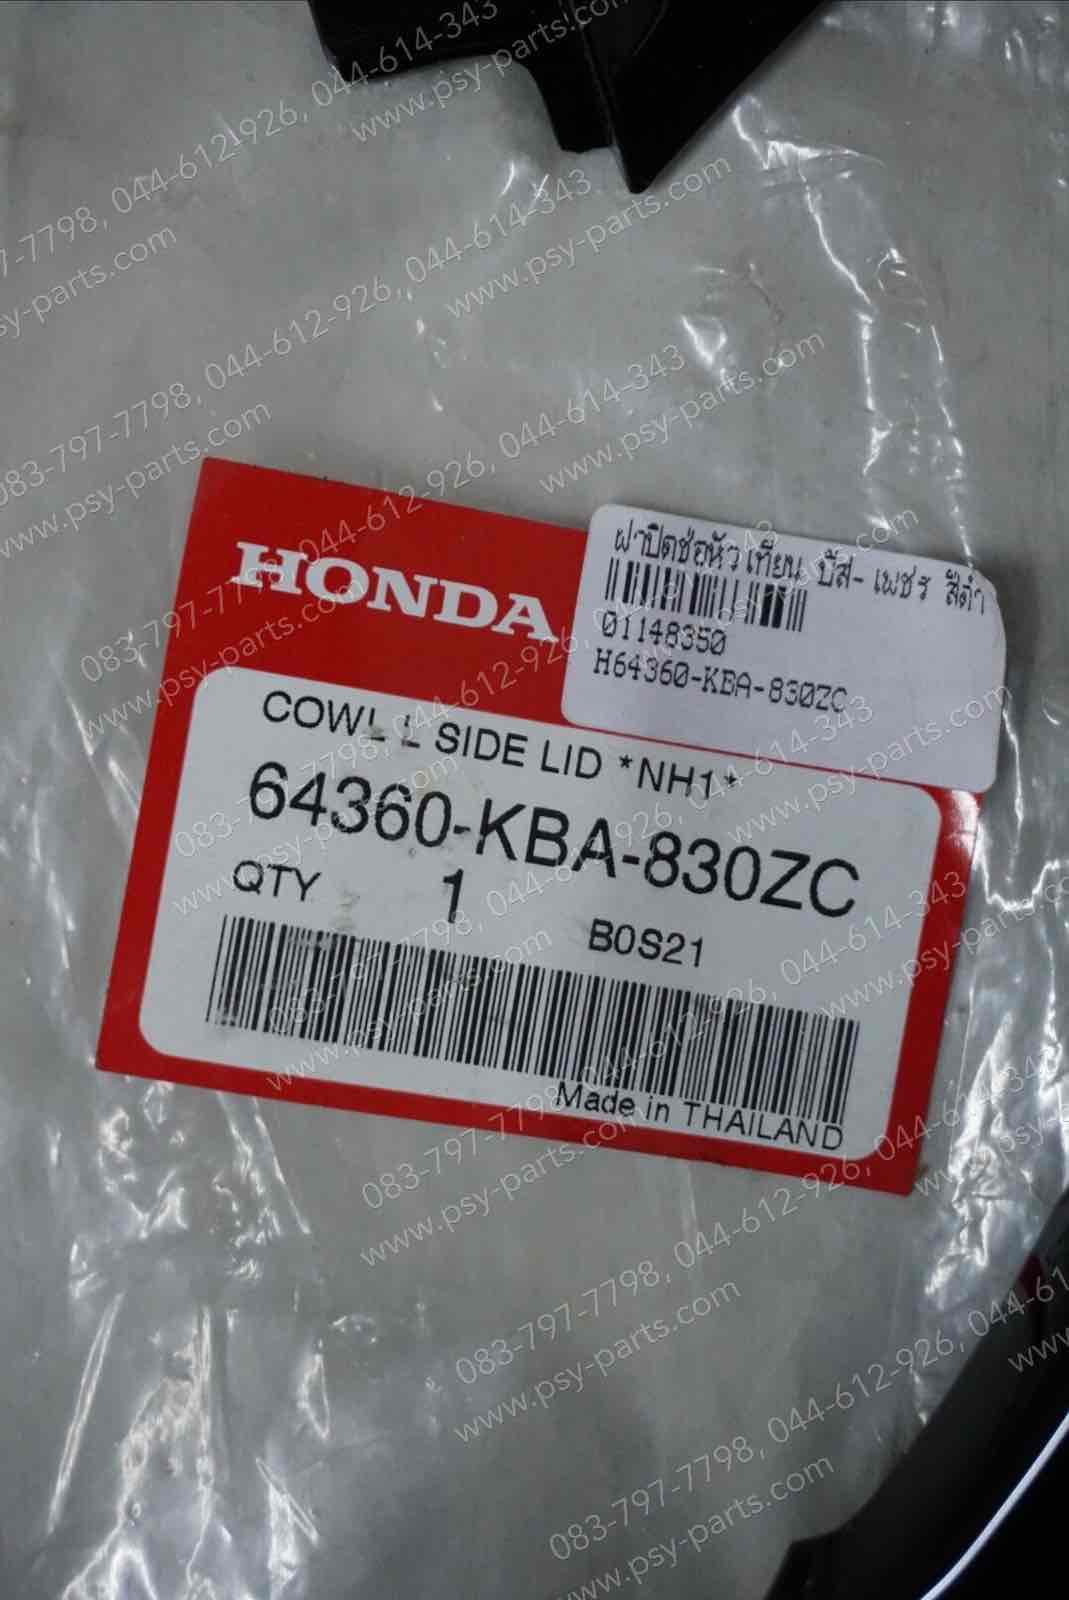 HONDA
ฝาปิดช่อหัวเทียน บีส- เพชร สีดำ
01148350
H64360-KBA-830ZC
COWL L SIDE LID *NH1*
64360-KBA-830ZC
QTY 1
B0S21
Made in THAILAND
083-797-7798, 044-612-926, 044-614-343
www.psy-parts.com